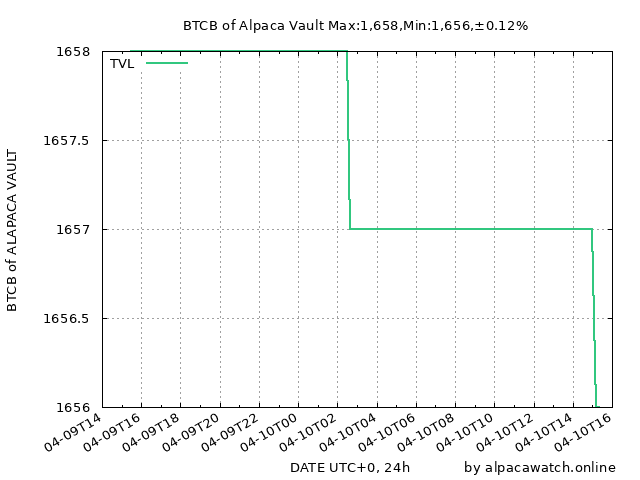 BTCB of Alpaca Vault Max:1,658,Min:1,656,±0.12%
TVL
1658
1657.5
1657
1656.5
1656
BTCB of ALAPACA VAULT
04-09T14
04-09T16
04-09T18
04-09T20
04-09T22
04-10T00
04-10T02
04-10T04
04-10T06
04-10T08
04-10T10
04-10T12
04-10T14
04-10T16
DATE UTC+0, 24h
by alpacawatch.online